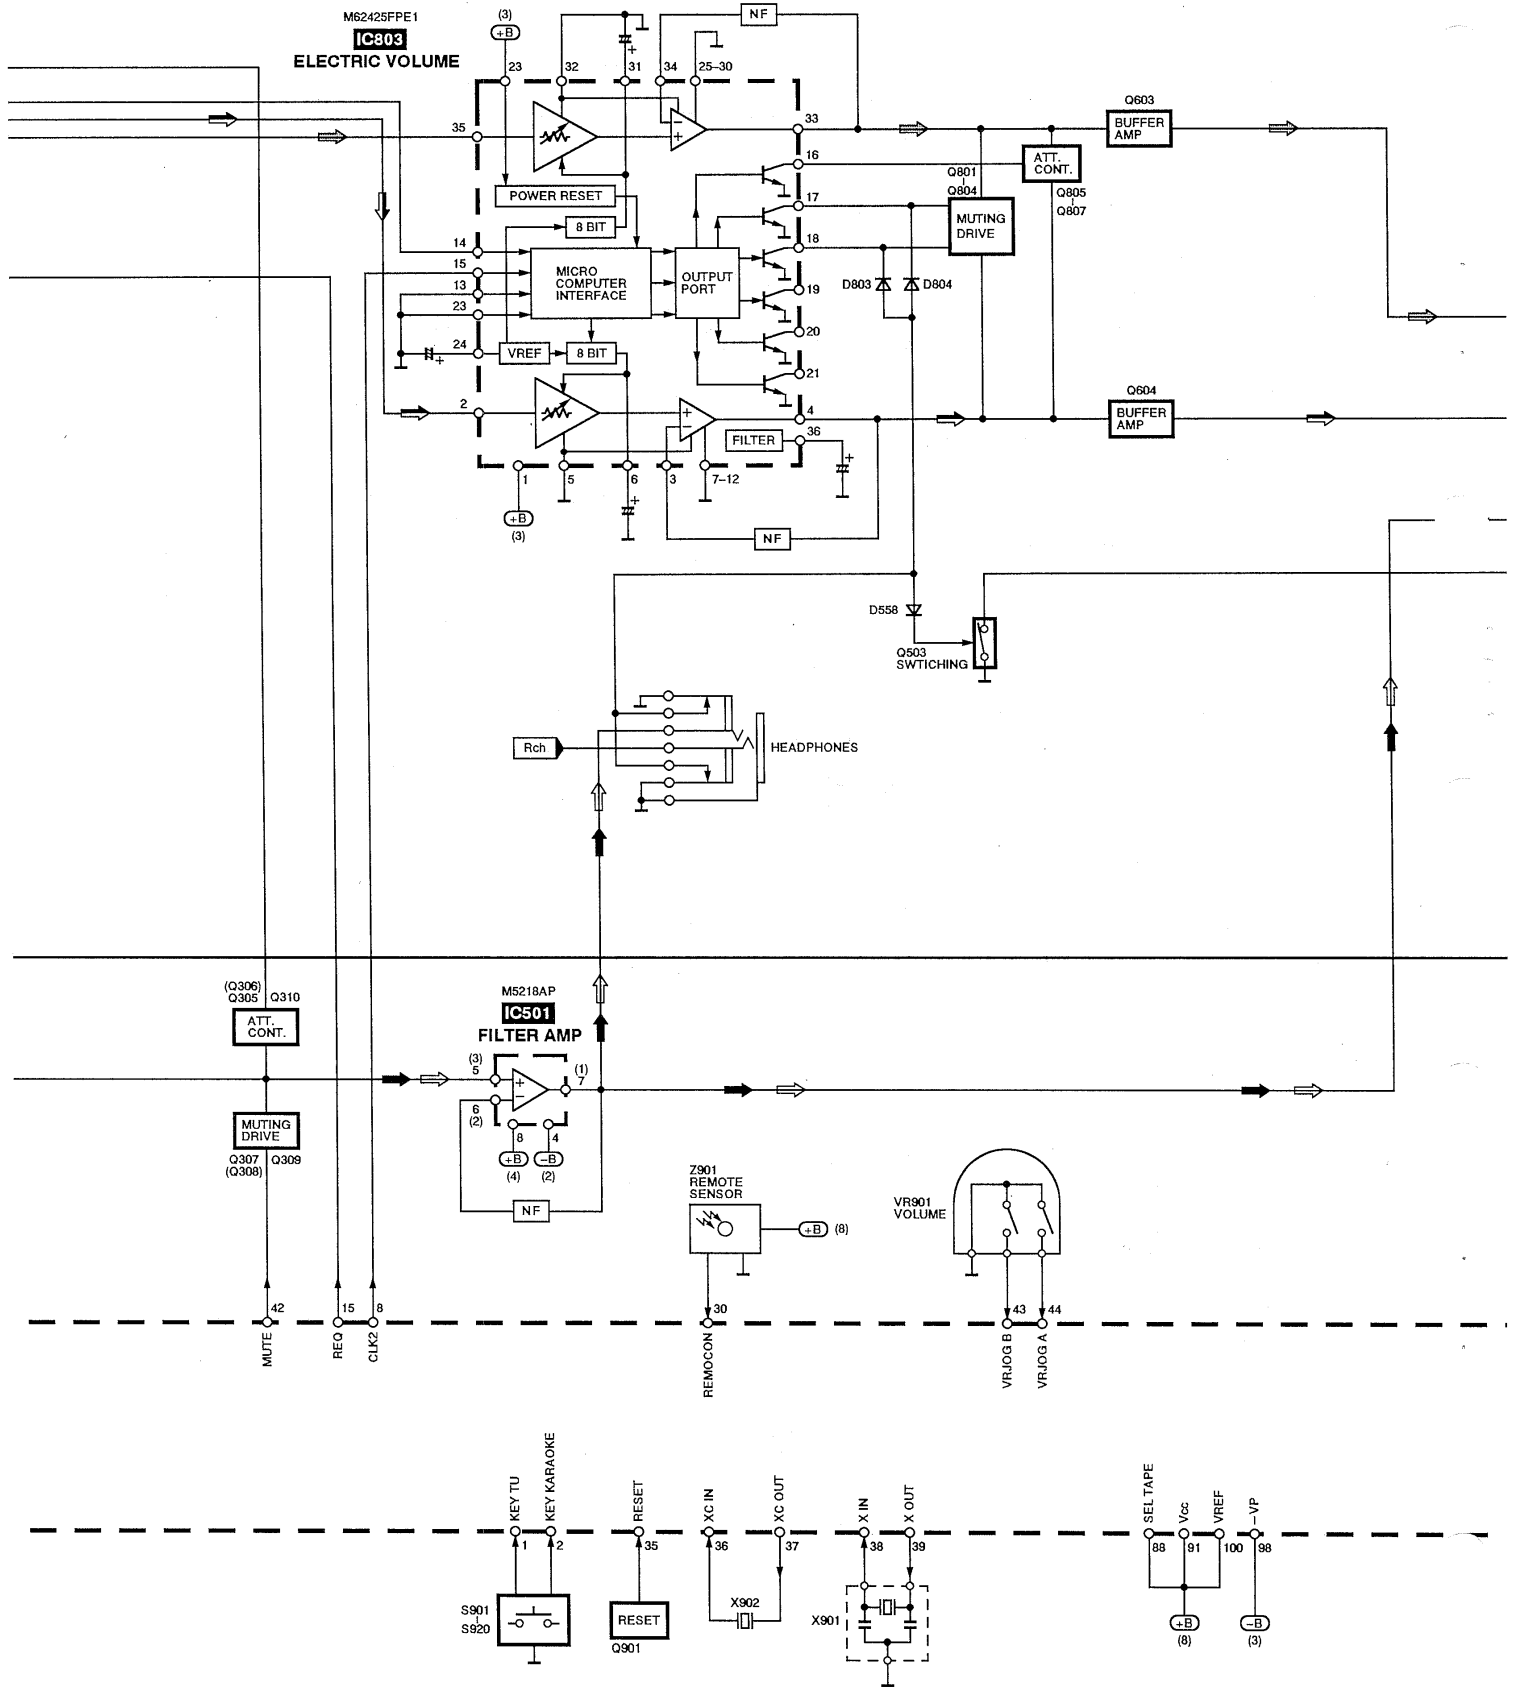 M62425FPE1
IC803
ELECTRIC VOLUME
(3)
+B
NF
+
23
32
31
34
25–30
35
33
−
+
16
POWER RESET
8 BIT
17
14
15
13
23
MICRO
COMPUTER
INTERFACE
OUTPUT
PORT
18
19
20
21
24
+
VREF
8 BIT
2
+
−
4
36
FILTER
+
1
5
6
3
7–12
+B
(3)
+
NF
Q603
BUFFER
AMP
ATT.
CONT.
Q801
Q804
Q805
Q807
MUTING
DRIVE
D803
D804
Q604
BUFFER
AMP
D558
Q503
SWTICHING
Rch
HEADPHONES
(Q306)
Q305
Q310
ATT.
CONT.
MUTING
DRIVE
Q307
(Q308)
Q309
M5218AP
IC501
FILTER AMP
(3)
5
+
−
(1)
7
6
(2)
8
4
+B
−B
(4)
(2)
NF
Z901
REMOTE
SENSOR
+B
(8)
VR901
VOLUME
42
15
8
30
43
44
MUTE
REQ
CLK2
REMOCON
VRJOG B
VRJOG A
KEY TU
KEY KARAOKE
RESET
XC IN
XC OUT
X IN
X OUT
SEL TAPE
Vcc
VREF
−VP
1
2
35
36
37
38
39
88
91
100
98
S901
S920
RESET
Q901
X902
X901
+B
(8)
−B
(3)